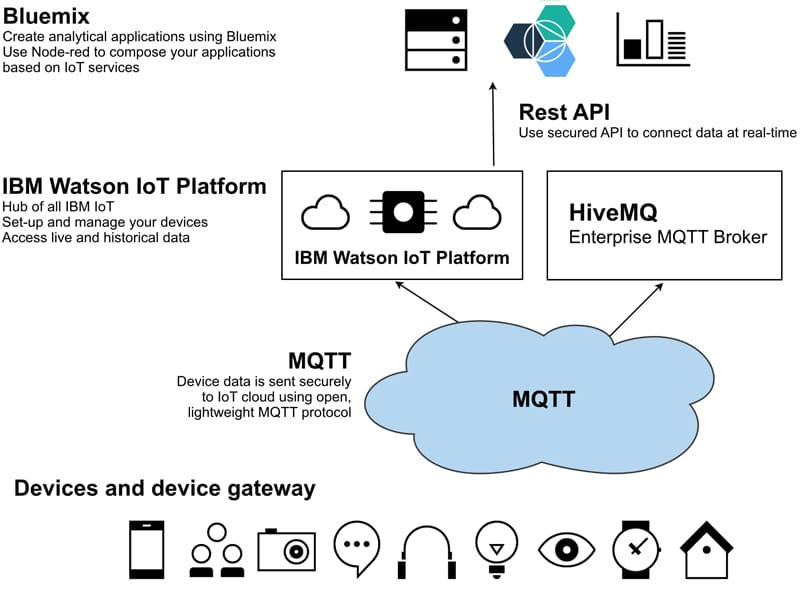 Bluemix
Create analytical applications using Bluemix
Use Node-red to compose your applications
based on IoT services
Rest API
Use secured API to connect data at real-time
IBM Watson IoT Platform
Hub of all IBM IoT
Set-up and manage your devices
Access live and historical data
IBM Watson IoT Platform
HiveMQ
Enterprise MQTT Broker
MQTT
Device data is sent securely
to IoT cloud using open,
lightweight MQTT protocol
MQTT
Devices and device gateway